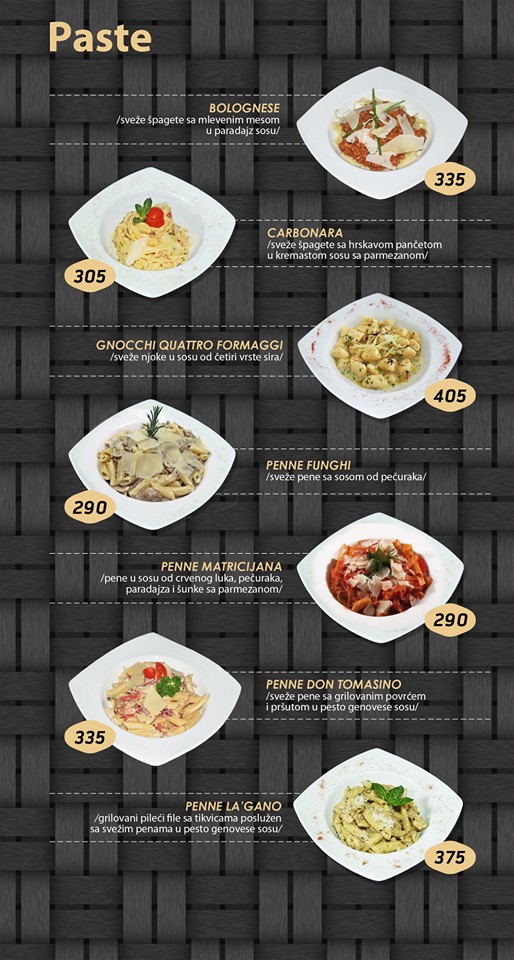 Paste
BOLOGNESE
/sveže špagete sa mlevenim mesom
u paradajz sosu/
335
CARBONARA
/sveže špagete sa hrskavom pančetom
u kremastom sosu sa parmezanom/
305
GNOCCHI QUATTRO FORMAGGI
/sveže njoke u sosu od četiri vrste sira/
405
PENNE FUNGHI
/sveže pene sa sosom od pečuraka/
290
PENNE MATRICIJANA
/pene u sosu od crvenog luka, pečuraka,
paradajza i šunke sa parmezanom/
290
PENNE DON TOMASINO
/sveže pene sa grilovanim povrćem
i pršutom u pesto genovese sosu/
335
PENNE LA'GANO
/grilovani pileći file sa tikvicama poslužen
sa svežim penama u pesto genovese sosu/
375